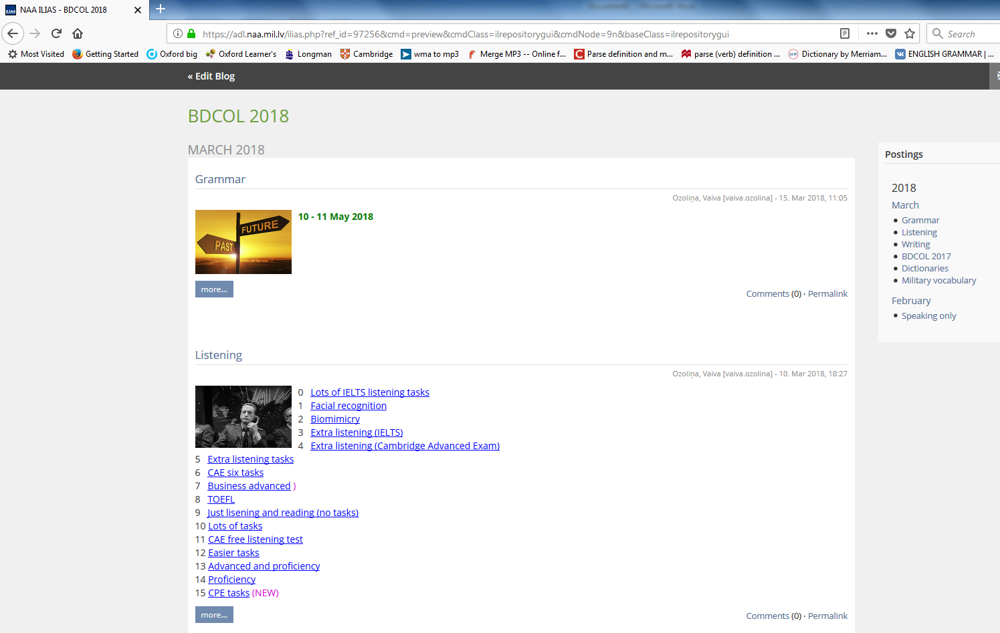 NAA ILIAS - BDCOL 2018
https://adl.naa.mil.lv/ilias.php?ref_id=97256&cmd=preview&cmdClass=ilrepositorygui&cmdNode=9n&baseClass=ilrepositorygui
Search
Most Visited Getting Started Oxford big Oxford Learner's Longman Cambridge wma to mp3 Merge MP3 -- Online f... Parse definition and m... parse (verb) definition ... Dictionary by Merriam... ENGLISH GRAMMAR | ...
« Edit Blog
BDCOL 2018
MARCH 2018
Grammar
Ozoliņa, Vaiva [vaiva.ozolina] - 15. Mar 2018, 11:05
PAST
FUTURE
10 - 11 May 2018
more...
Comments (0) · Permalink
Listening
Ozoliņa, Vaiva [vaiva.ozolina] - 10. Mar 2018, 18:27
0 Lots of IELTS listening tasks
1 Facial recognition
2 Biomimicry
3 Extra listening (IELTS)
4 Extra listening (Cambridge Advanced Exam)
5 Extra listening tasks
6 CAE six tasks
7 Business advanced )
8 TOEFL
9 Just lisening and reading (no tasks)
10 Lots of tasks
11 CAE free listening test
12 Easier tasks
13 Advanced and proficiency
14 Proficiency
15 CPE tasks (NEW)
more...
Comments (0) · Permalink
Postings
2018
March
Grammar
Listening
Writing
BDCOL 2017
Dictionaries
Military vocabulary
February
Speaking only